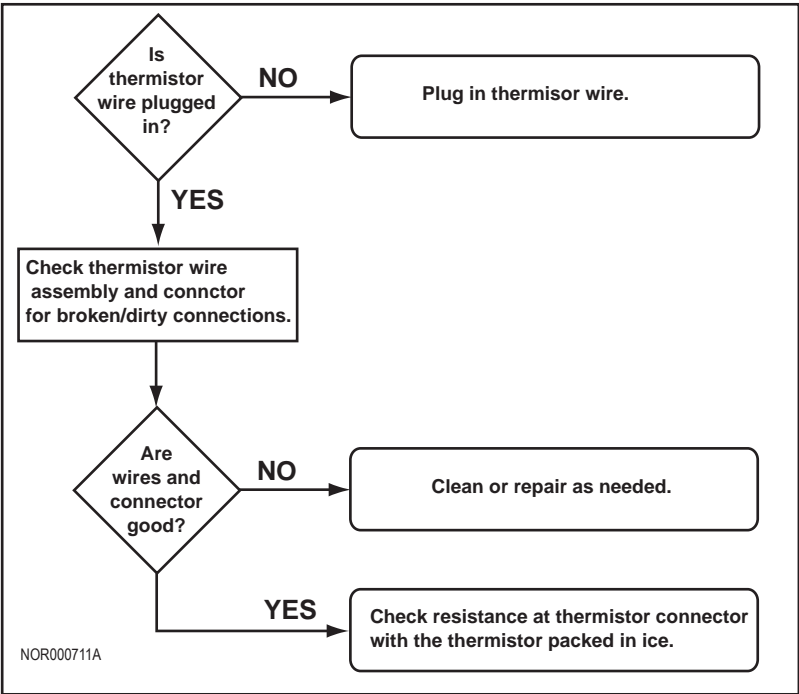 Is
thermistor
wire plugged
in?
NO
Plug in thermisor wire.
YES
Check thermistor wire
assembly and connctor
for broken/dirty connections.
Are
wires and
connector
good?
NO
Clean or repair as needed.
YES
Check resistance at thermistor connector
with the thermistor packed in ice.
NOR000711A